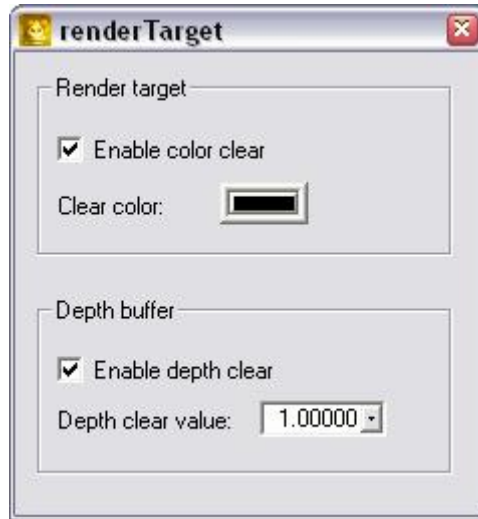 renderTarget
Render target
Enable color clear
Clear color:
Depth buffer
Enable depth clear
Depth clear value: 1.00000